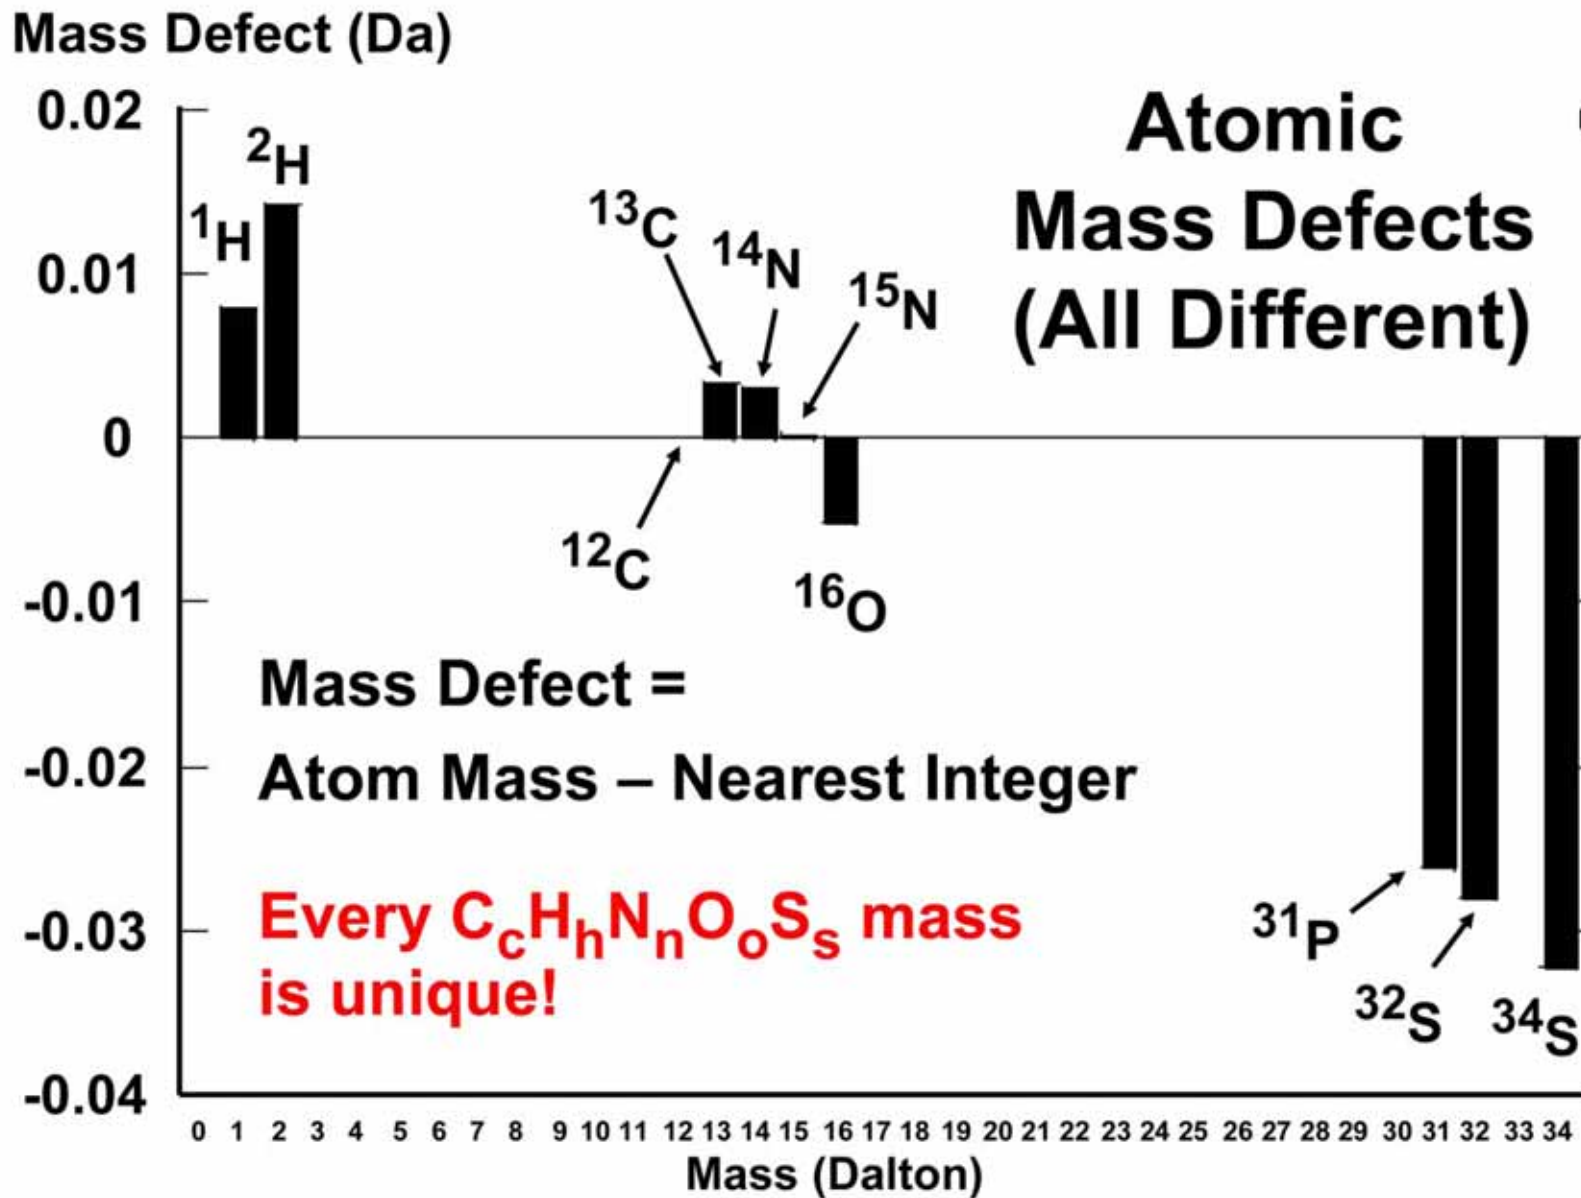 Mass Defect (Da)
Atomic
Mass Defects
(All Different)
0.02
0.01
0
-0.01
-0.02
-0.03
-0.04
¹H
²H
¹²C
¹³C
¹⁴N
¹⁵N
¹⁶O
³¹P
³²S
³⁴S
Mass Defect =
Atom Mass – Nearest Integer
Every CcHhNnOoSs mass
is unique!
0 1 2 3 4 5 6 7 8 9 10 11 12 13 14 15 16 17 18 19 20 21 22 23 24 25 26 27 28 29 30 31 32 33 34
Mass (Dalton)